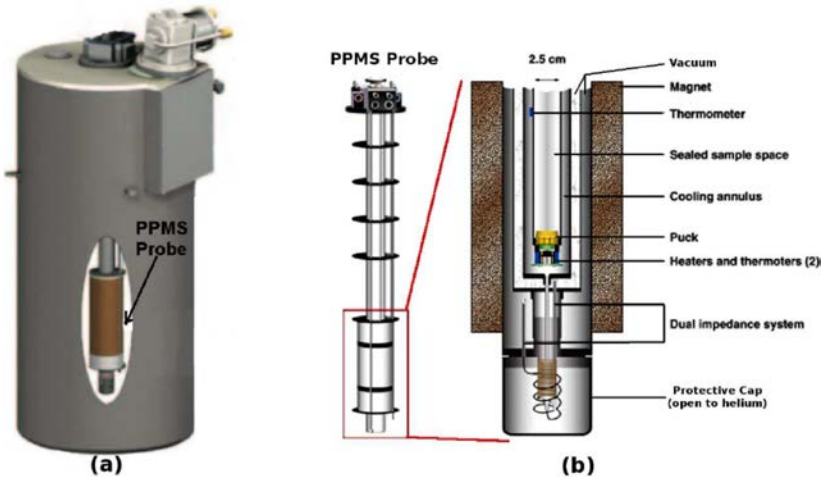 PPMS
Probe
(a)
PPMS Probe
2.5 cm
Vacuum
Magnet
Thermometer
Sealed sample space
Cooling annulus
Puck
Heaters and thermoters (2)
Dual impedance system
Protective Cap
(open to helium)
(b)